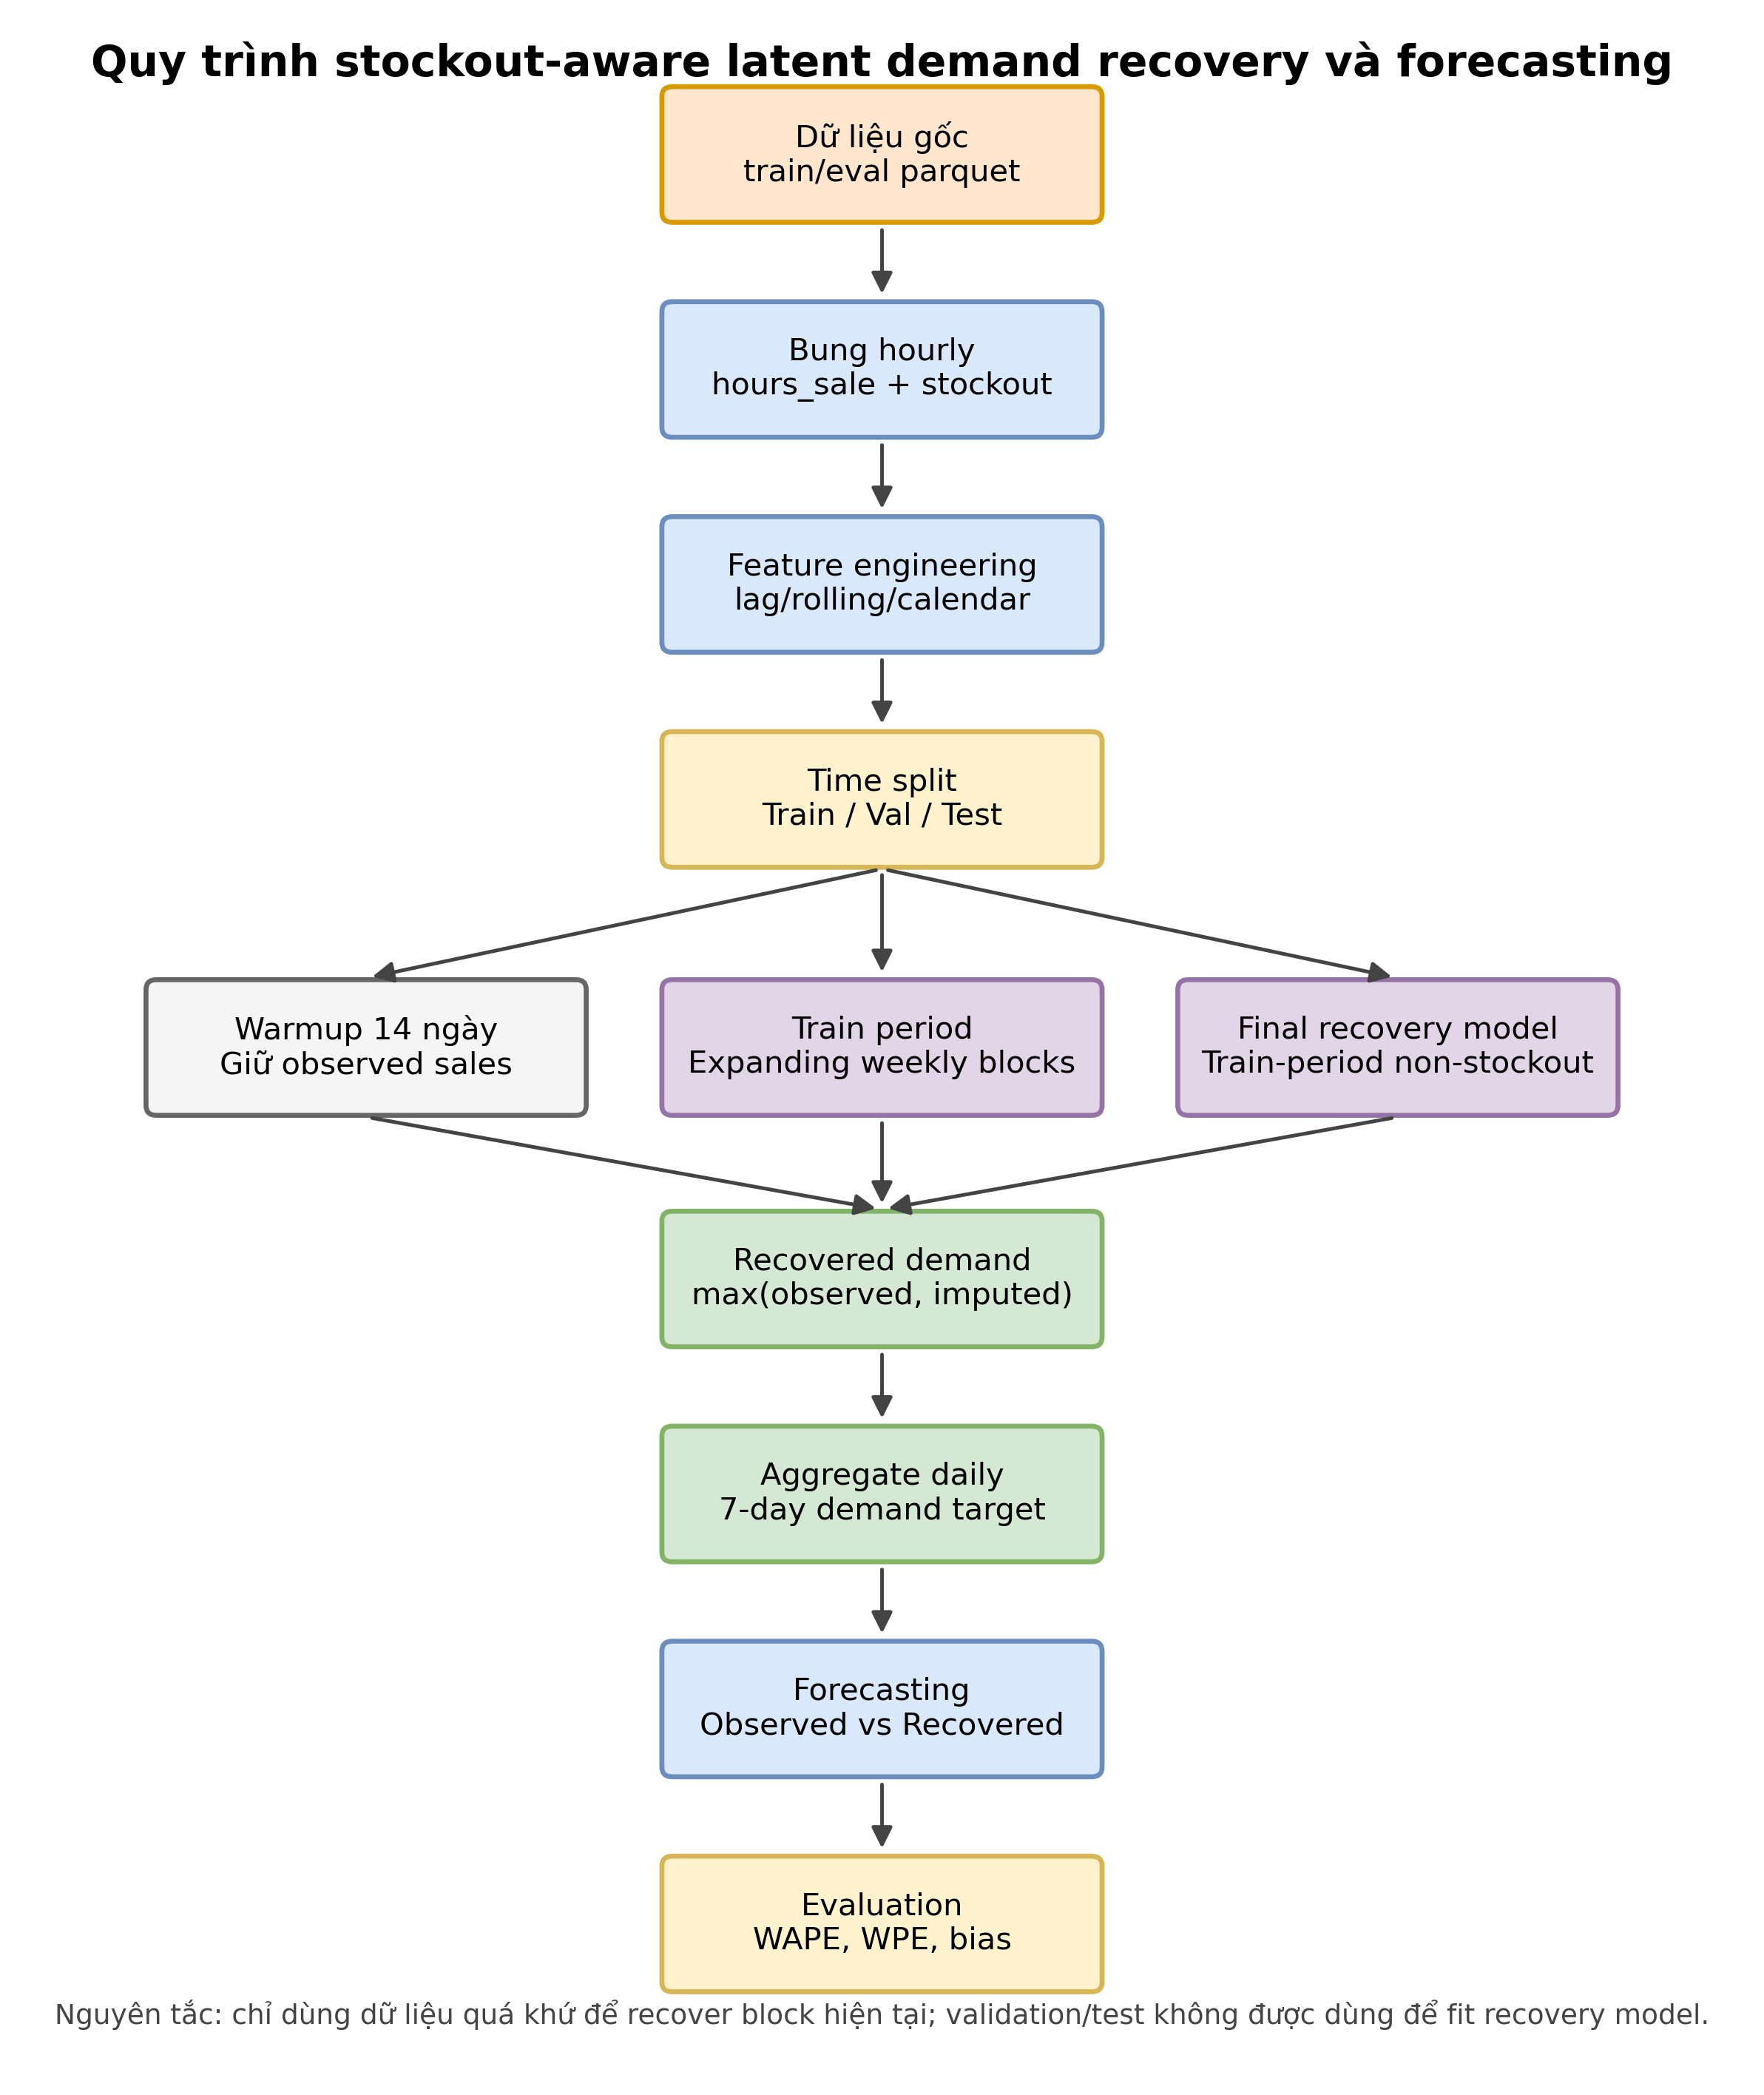 Quy trình stockout-aware latent demand recovery và forecasting
Dữ liệu gốc
train/eval parquet
Bung hourly
hours_sale + stockout
Feature engineering
lag/rolling/calendar
Time split
Train / Val / Test
Warmup 14 ngày
Giữ observed sales
Train period
Expanding weekly blocks
Final recovery model
Train-period non-stockout
Recovered demand
max(observed, imputed)
Aggregate daily
7-day demand target
Forecasting
Observed vs Recovered
Evaluation
WAPE, WPE, bias
Nguyên tắc: chỉ dùng dữ liệu quá khứ để recover block hiện tại; validation/test không được dùng để fit recovery model.